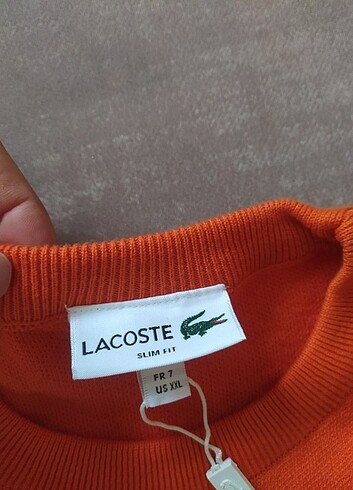 LACOSTE
SLIM FIT
FR 7
US XXL